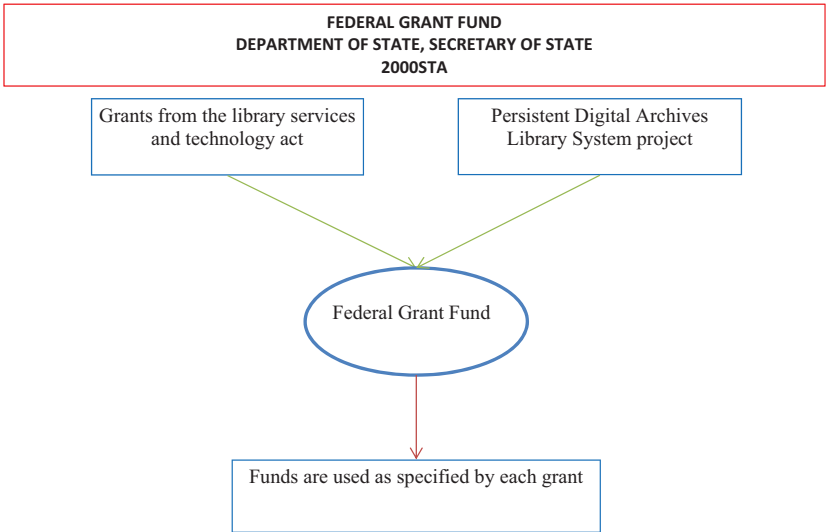 FEDERAL GRANT FUND
DEPARTMENT OF STATE, SECRETARY OF STATE
2000STA
Grants from the library services
and technology act
Persistent Digital Archives
Library System project
Federal Grant Fund
Funds are used as specified by each grant